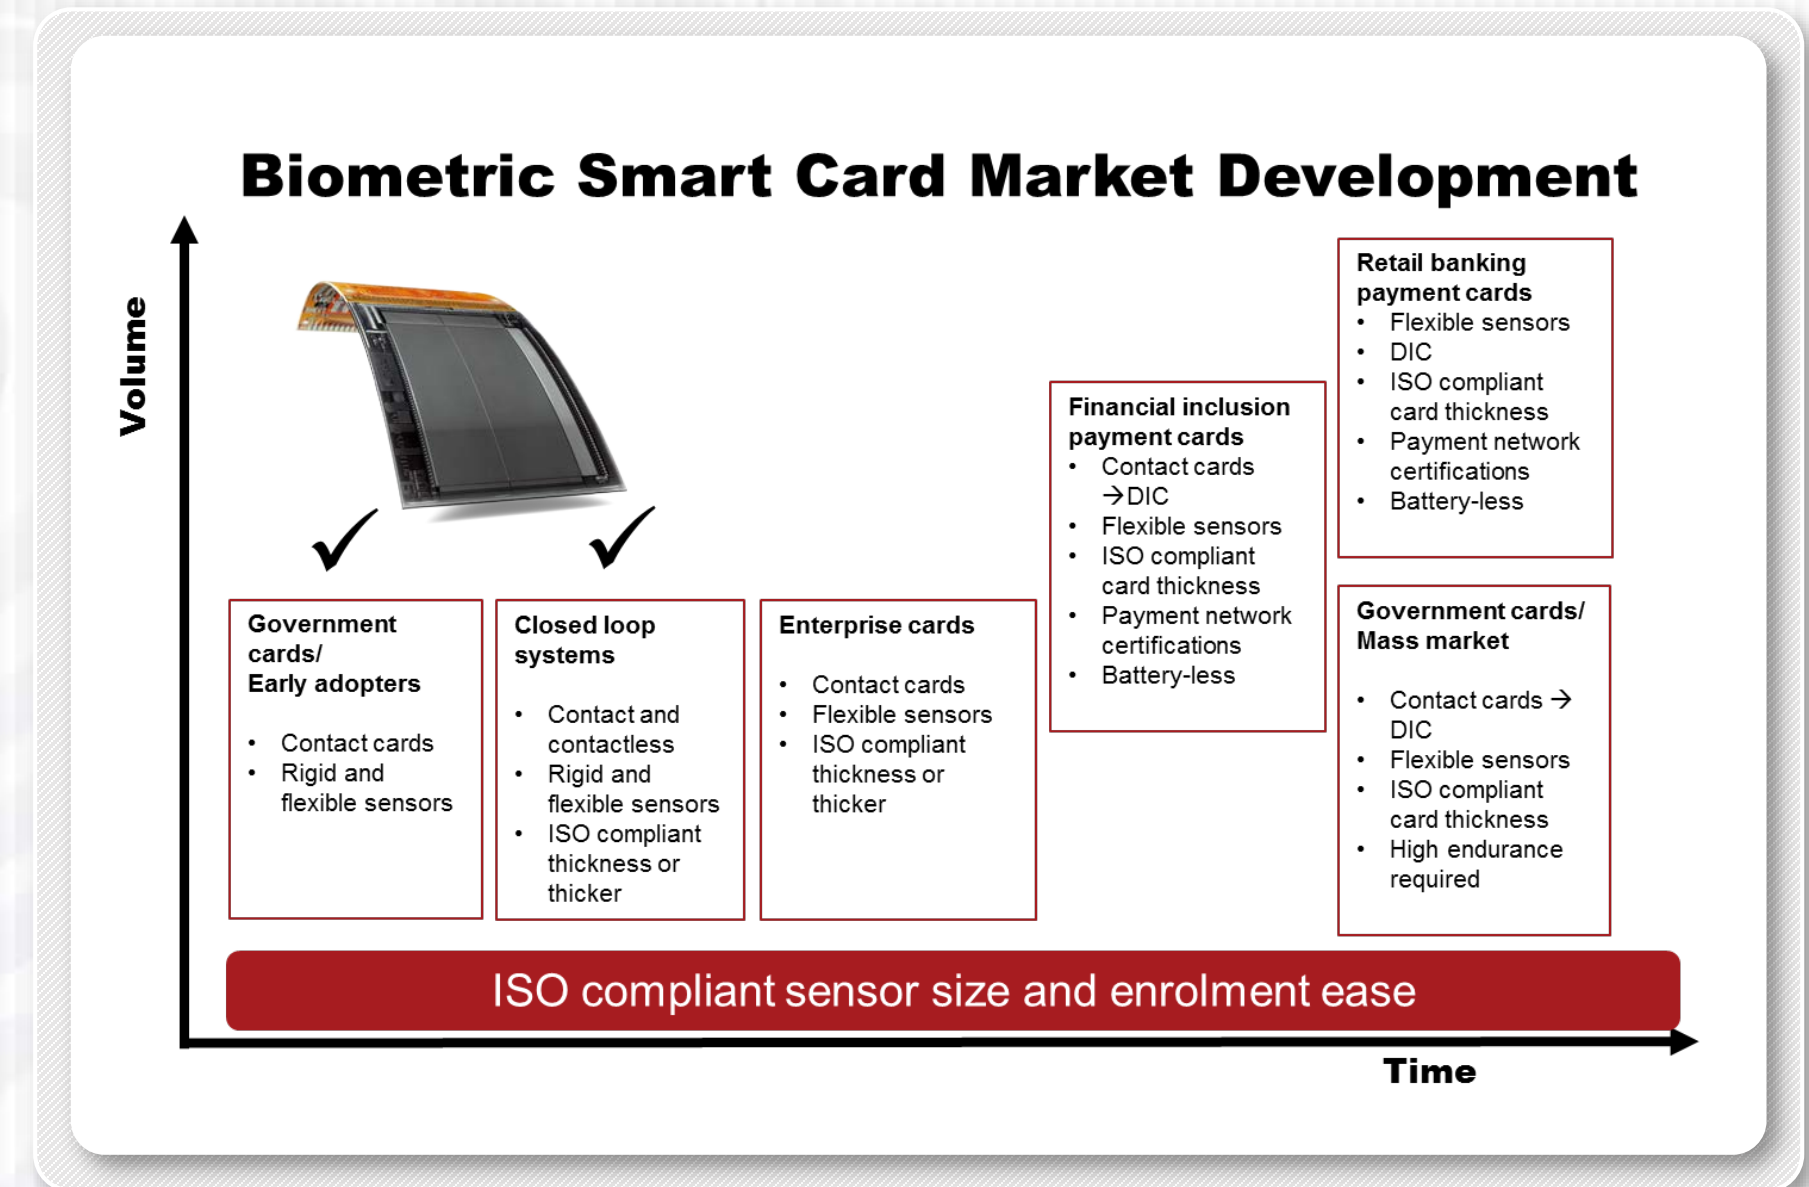 Biometric Smart Card Market Development
Volume
Government
cards/
Early adopters
• Contact cards
• Rigid and
flexible sensors
Closed loop
systems
• Contact and
contactless
• Rigid and
flexible sensors
• ISO compliant
thickness or
thicker
Enterprise cards
• Contact cards
• Flexible sensors
• ISO compliant
thickness or
thicker
Financial inclusion
payment cards
• Contact cards
→DIC
• Flexible sensors
• ISO compliant
card thickness
• Payment network
certifications
• Battery-less
Retail banking
payment cards
• Flexible sensors
• DIC
• ISO compliant
card thickness
• Payment network
certifications
• Battery-less
Government cards/
Mass market
• Contact cards →
DIC
• Flexible sensors
• ISO compliant
card thickness
• High endurance
required
ISO compliant sensor size and enrolment ease
Time